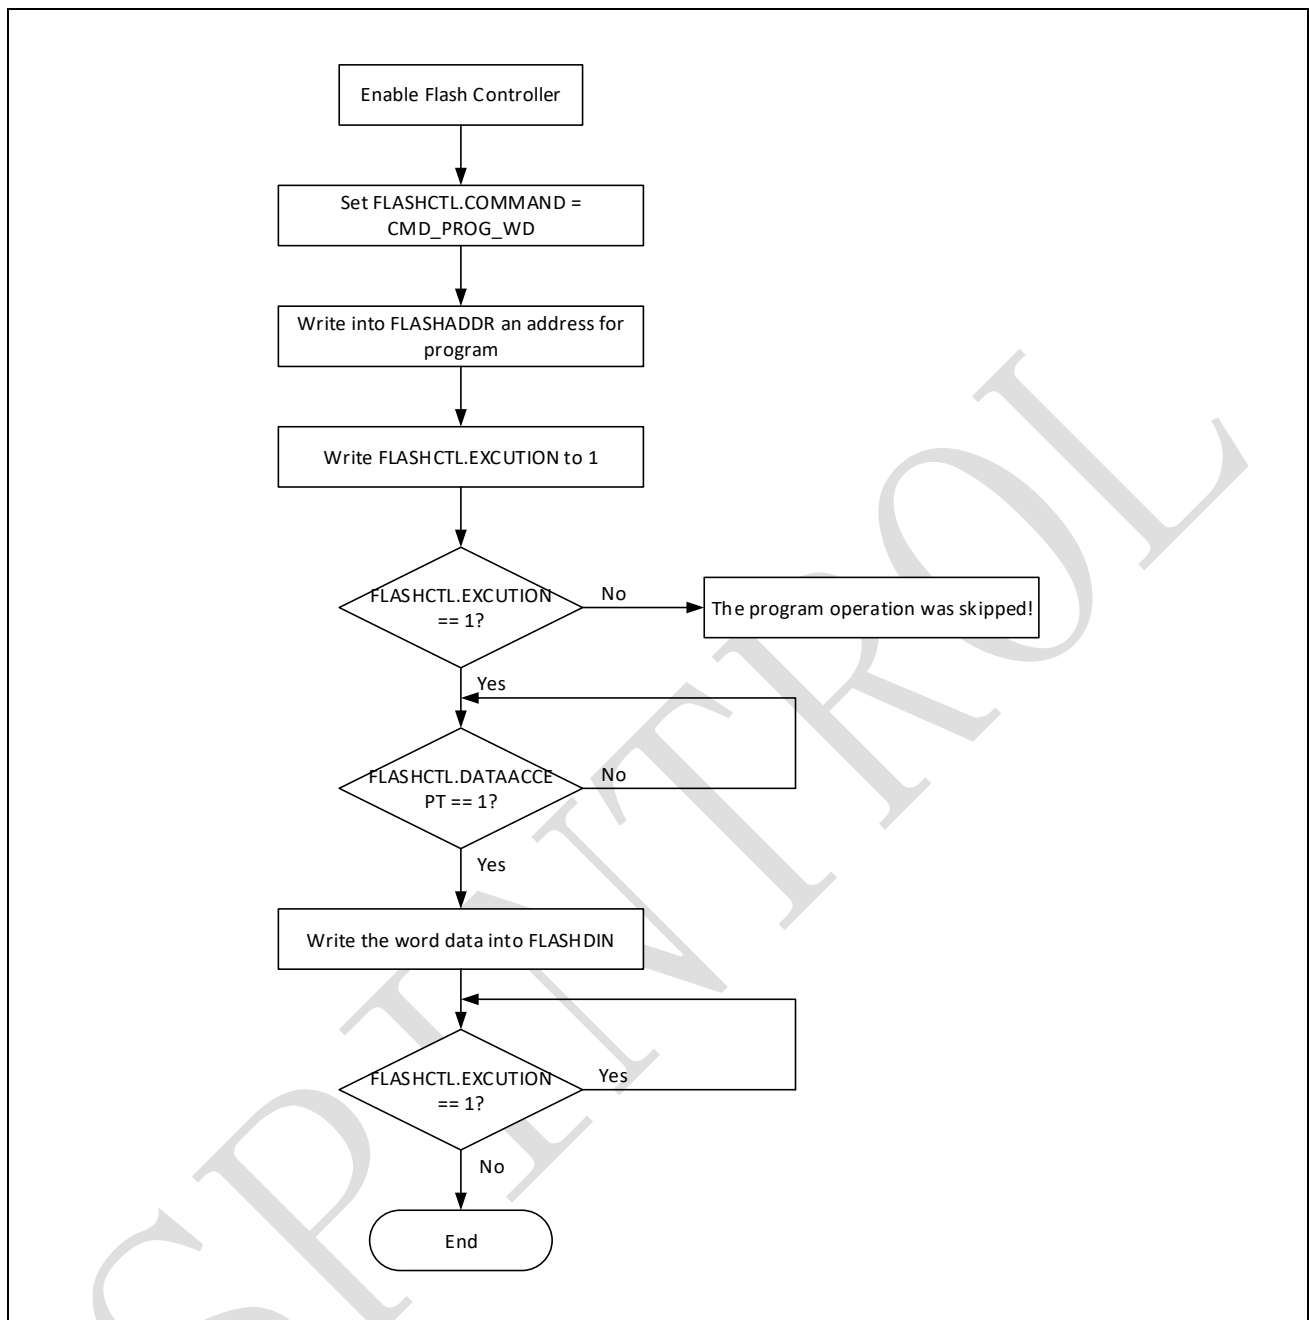 Enable Flash Controller
Set FLASHCTL.COMMAND =
CMD_PROG_WD
Write into FLASHADDR an address for
program
Write FLASHCTL.EXCUTION to 1
FLASHCTL.EXCUTION
== 1?
No
The program operation was skipped!
Yes
FLASHCTL.DATAACCE
PT == 1?
No
Yes
Write the word data into FLASHDIN
FLASHCTL.EXCUTION
== 1?
Yes
No
End
SPINTROL